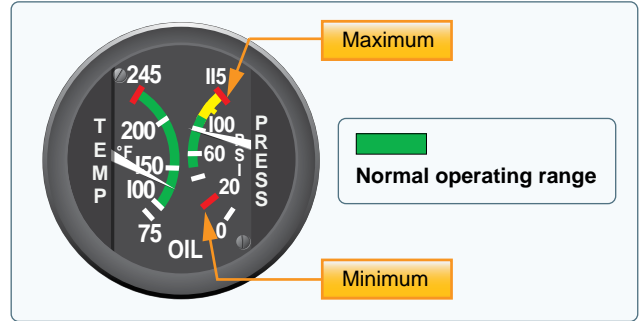 Maximum
245
115
TEMP
200
°F
150
100
75
OIL
100
PSI
60
20
0
PRESS
Normal operating range
Minimum